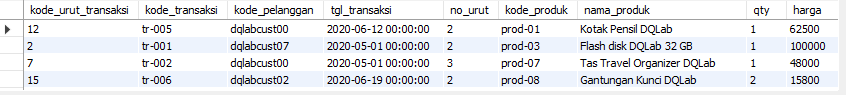 kode_urut_transaksi kode_transaksi kode_pelanggan tgl_transaksi no_urut kode_produk nama_produk qty harga
12 tr-005 dqlabcust00 2020-06-12 00:00:00 2 prod-01 Kotak Pensil DQLab 1 62500
2 tr-001 dqlabcust07 2020-05-01 00:00:00 2 prod-03 Flash disk DQLab 32 GB 1 100000
7 tr-002 dqlabcust00 2020-05-01 00:00:00 3 prod-07 Tas Travel Organizer DQLab 1 48000
15 tr-006 dqlabcust02 2020-06-19 00:00:00 2 prod-08 Gantungan Kunci DQLab 2 15800